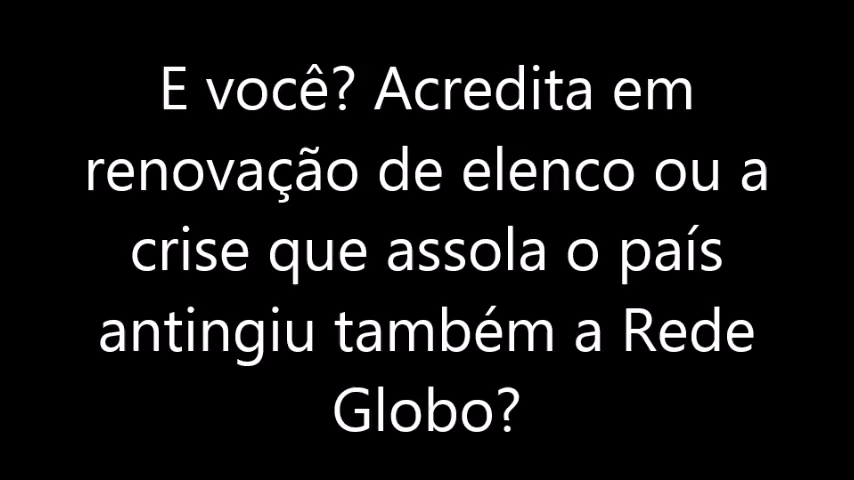 E você? Acredita em
renovação de elenco ou a
crise que assola o país
antingiu também a Rede
Globo?